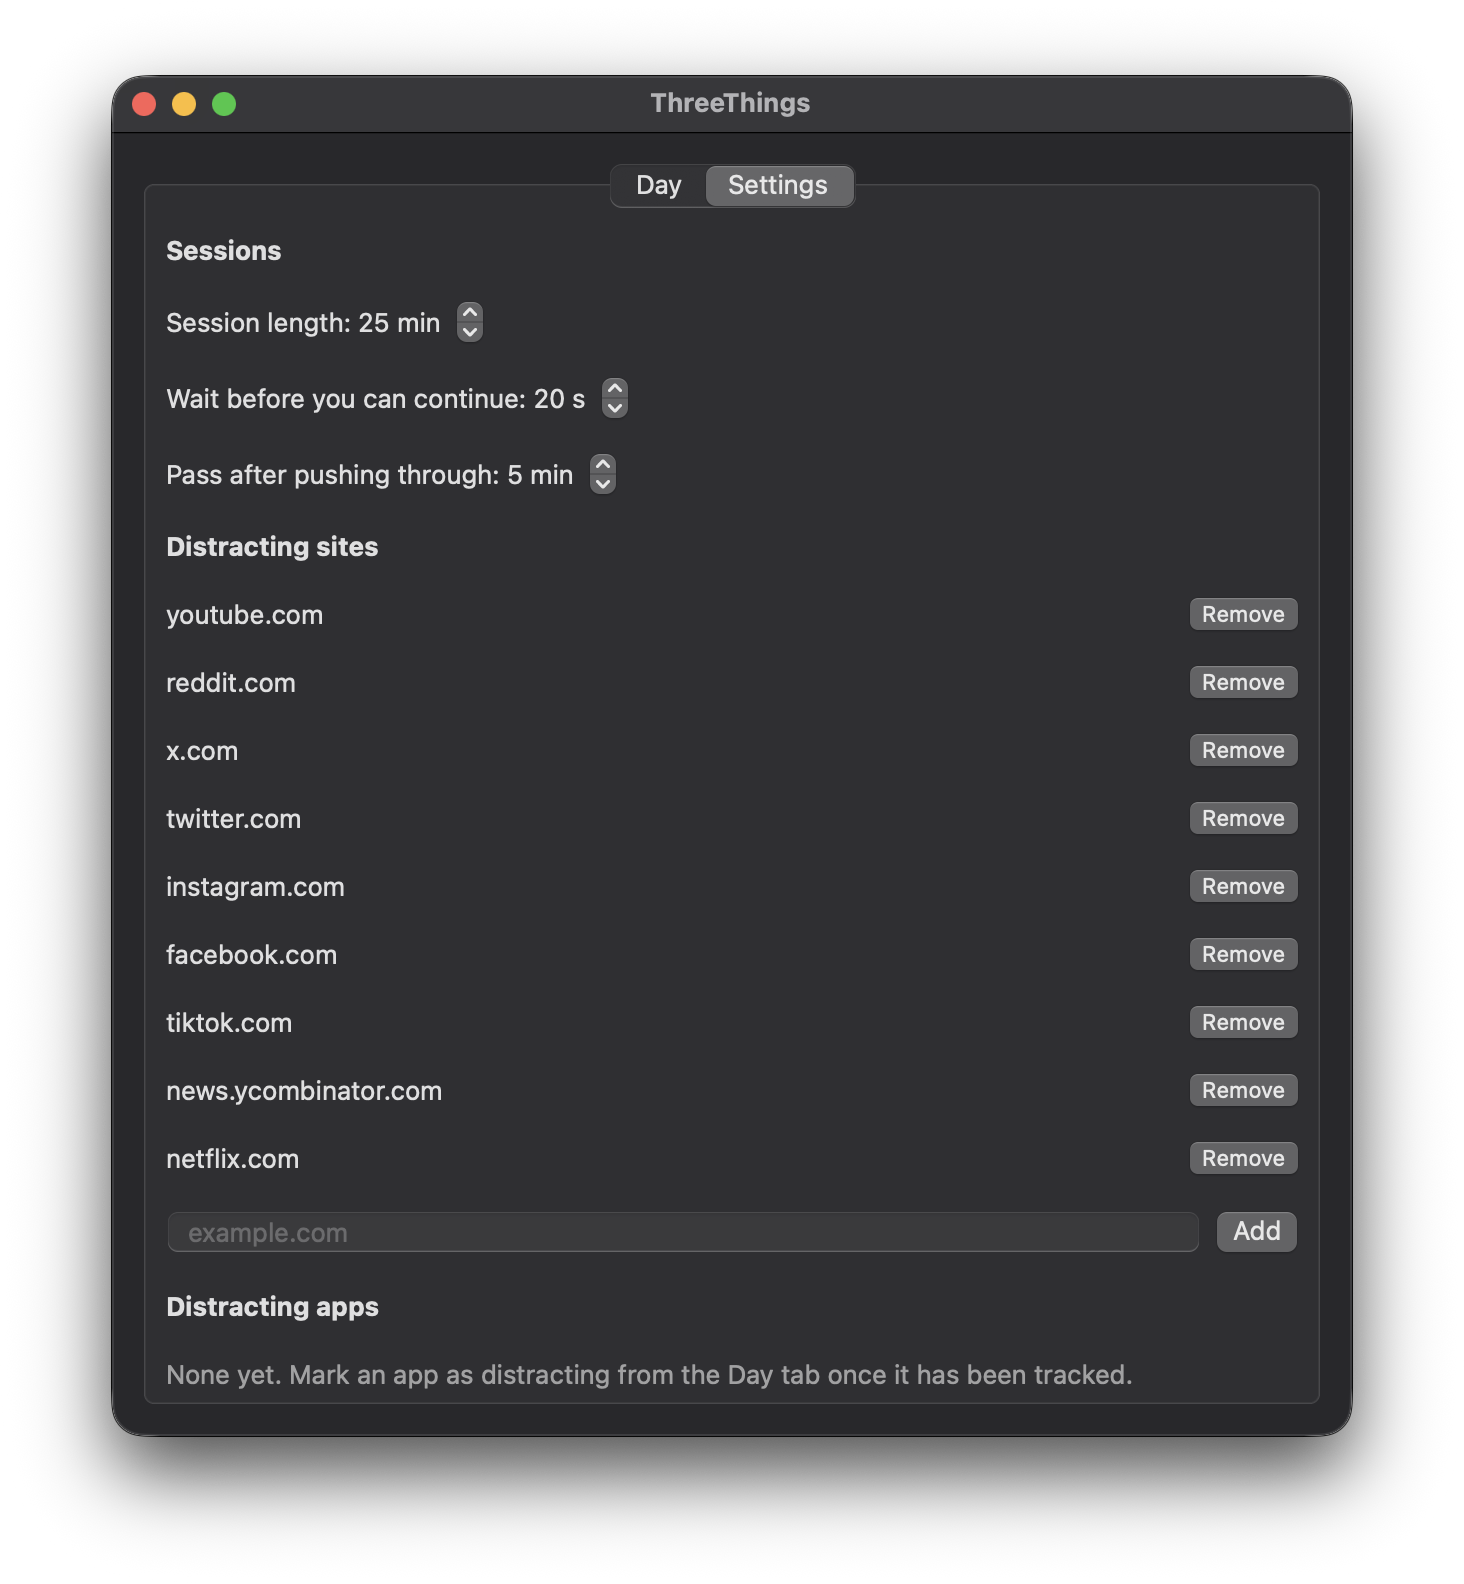 ThreeThings
Day Settings
Sessions
Session length: 25 min
Wait before you can continue: 20 s
Pass after pushing through: 5 min
Distracting sites
youtube.com Remove
reddit.com Remove
x.com Remove
twitter.com Remove
instagram.com Remove
facebook.com Remove
tiktok.com Remove
news.ycombinator.com Remove
netflix.com Remove
example.com Add
Distracting apps
None yet. Mark an app as distracting from the Day tab once it has been tracked.